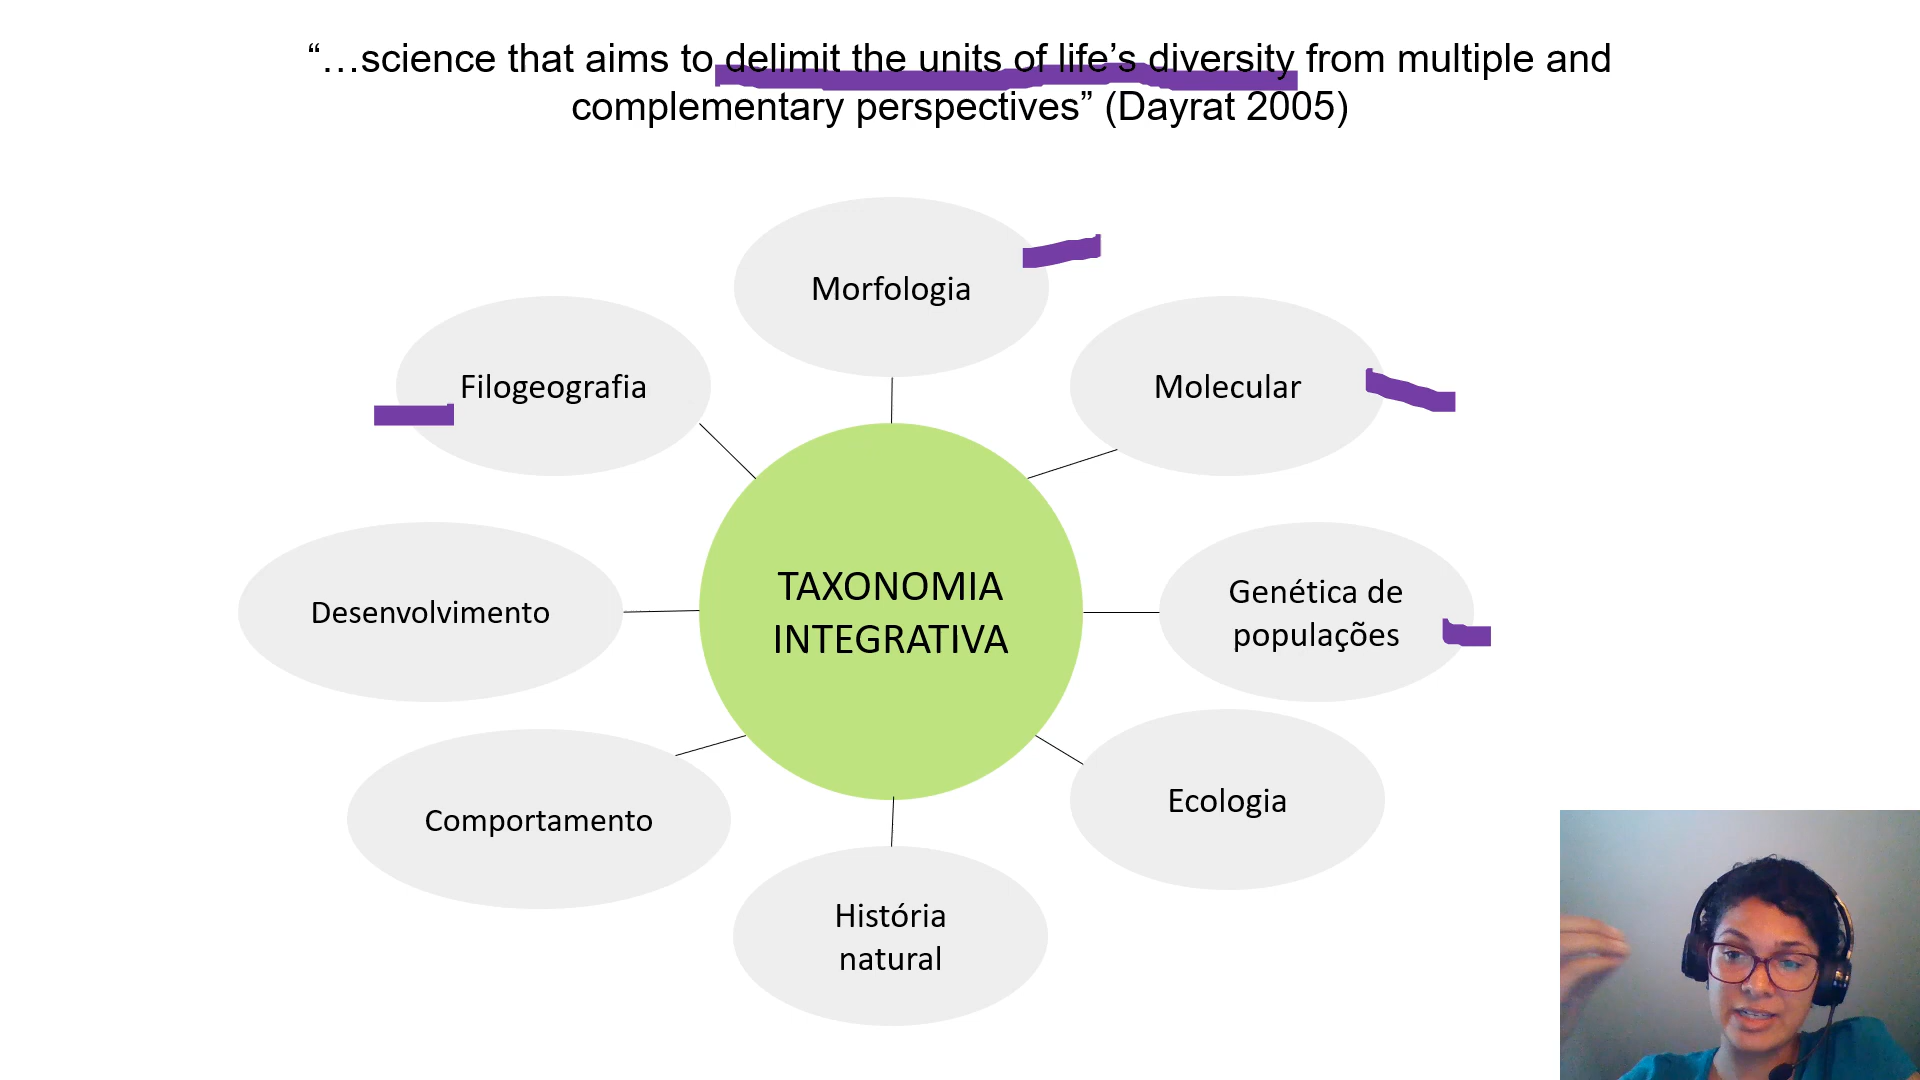 “…science that aims to delimit the units of life’s diversity from multiple and
complementary perspectives” (Dayrat 2005)
Morfologia
Filogeografia
Molecular
Desenvolvimento
TAXONOMIA
INTEGRATIVA
Genética de
populações
Comportamento
Ecologia
História
natural